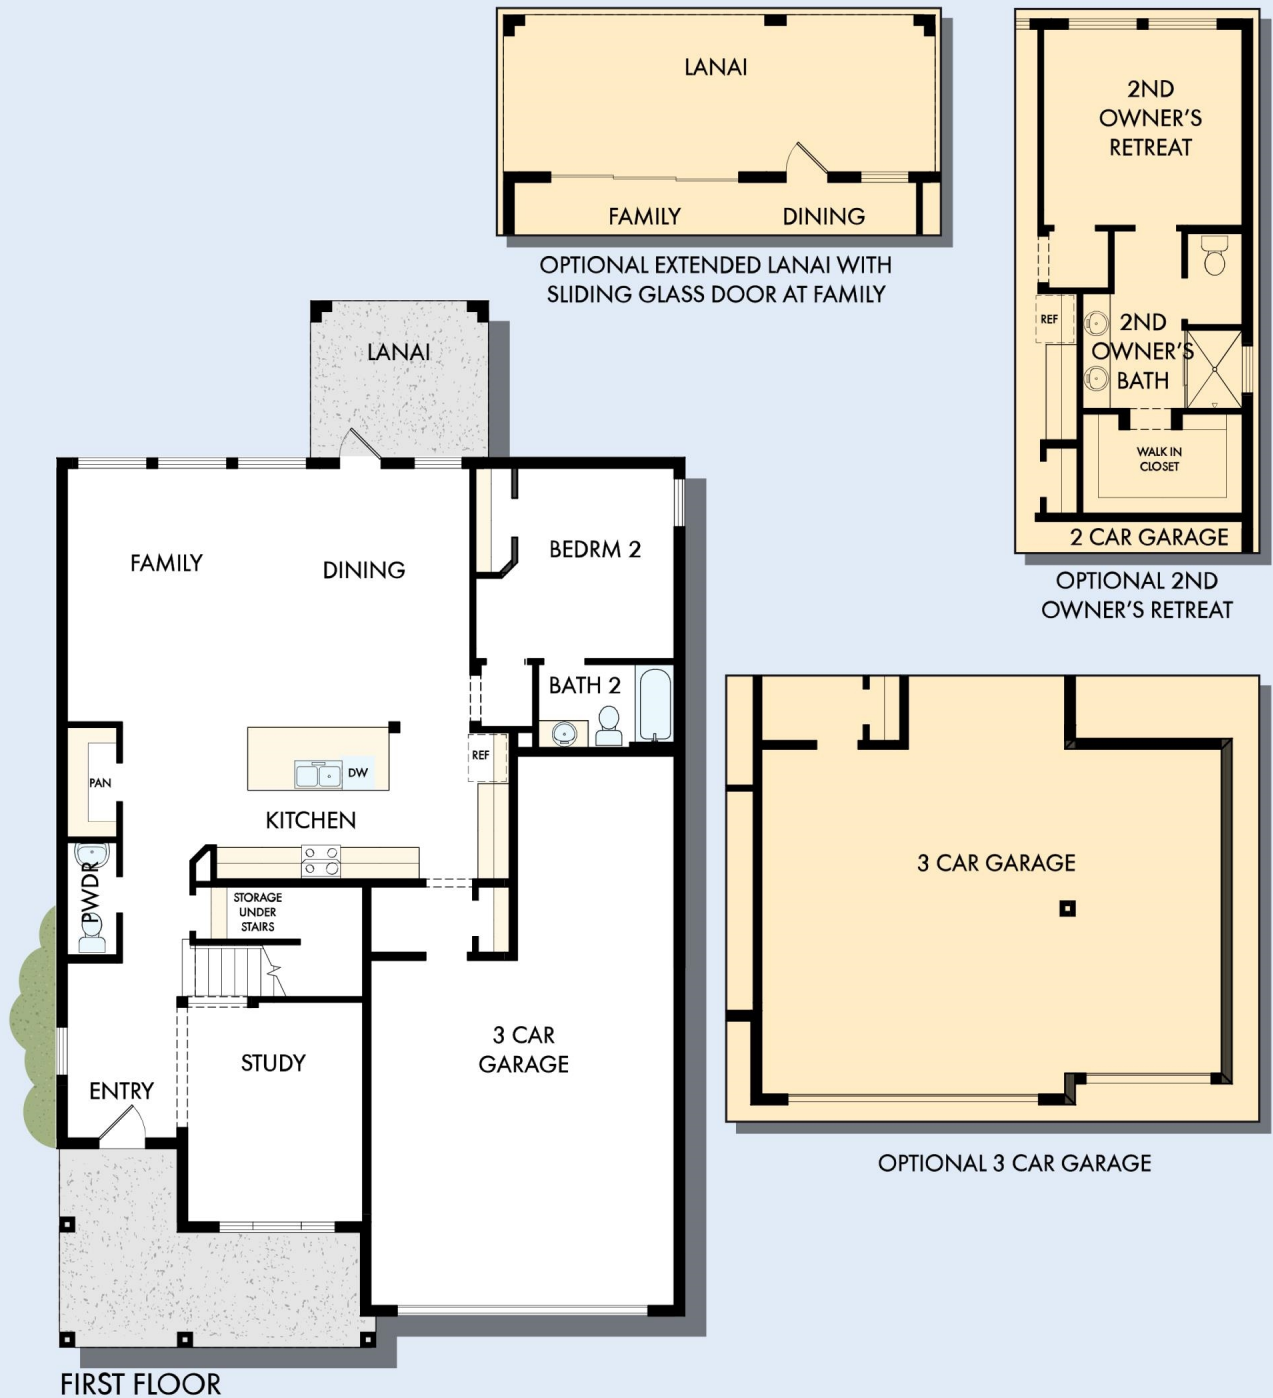 LANAI
FAMILY
DINING
OPTIONAL EXTENDED LANAI WITH
SLIDING GLASS DOOR AT FAMILY
2ND
OWNER'S
RETREAT
REF
2ND
OWNER'S
BATH
WALK IN
CLOSET
2 CAR GARAGE
OPTIONAL 2ND
OWNER'S RETREAT
LANAI
FAMILY
DINING
BEDRM 2
BATH 2
PAN
DW
REF
KITCHEN
PWDR
STORAGE
UNDER
STAIRS
3 CAR
GARAGE
STUDY
ENTRY
FIRST FLOOR
3 CAR GARAGE
OPTIONAL 3 CAR GARAGE